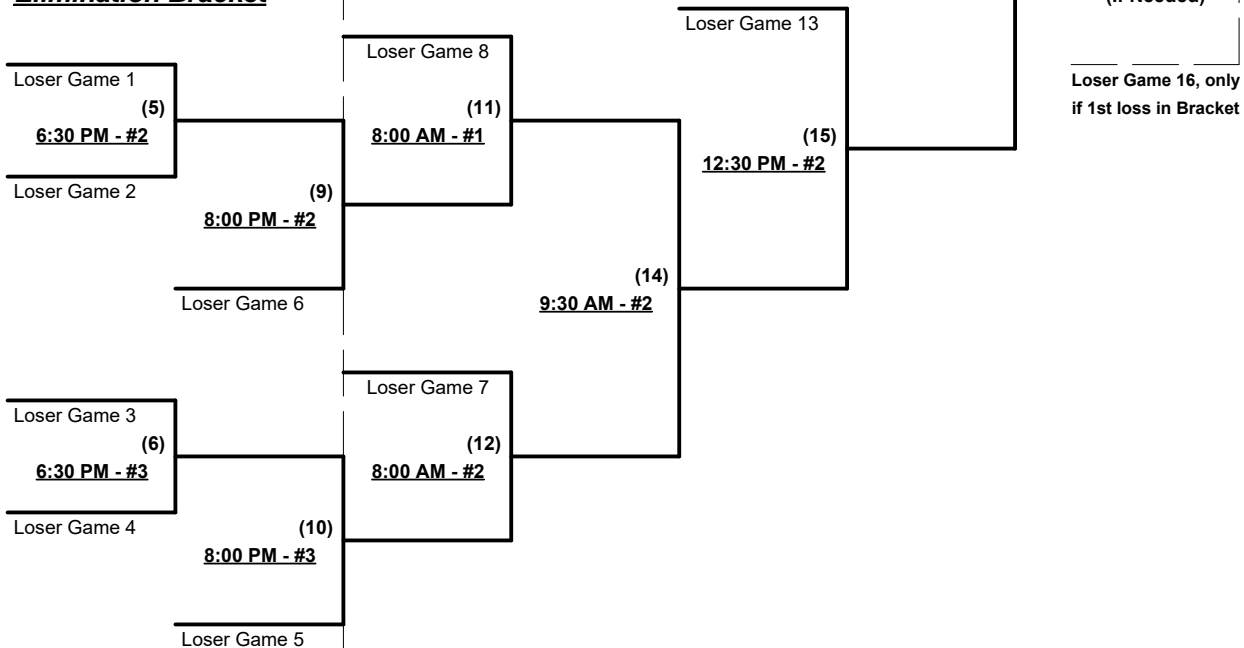 Elimination Bracket
(If Needed)
Loser Game 13
Loser Game 8
Loser Game 1
Loser Game 16, only
if 1st loss in Bracket
(5)
6:30 PM - #2
(11)
8:00 AM - #1
(15)
12:30 PM - #2
Loser Game 2
(9)
8:00 PM - #2
(14)
9:30 AM - #2
Loser Game 6
Loser Game 7
Loser Game 3
(6)
6:30 PM - #3
(12)
8:00 AM - #2
Loser Game 4
(10)
8:00 PM - #3
Loser Game 5